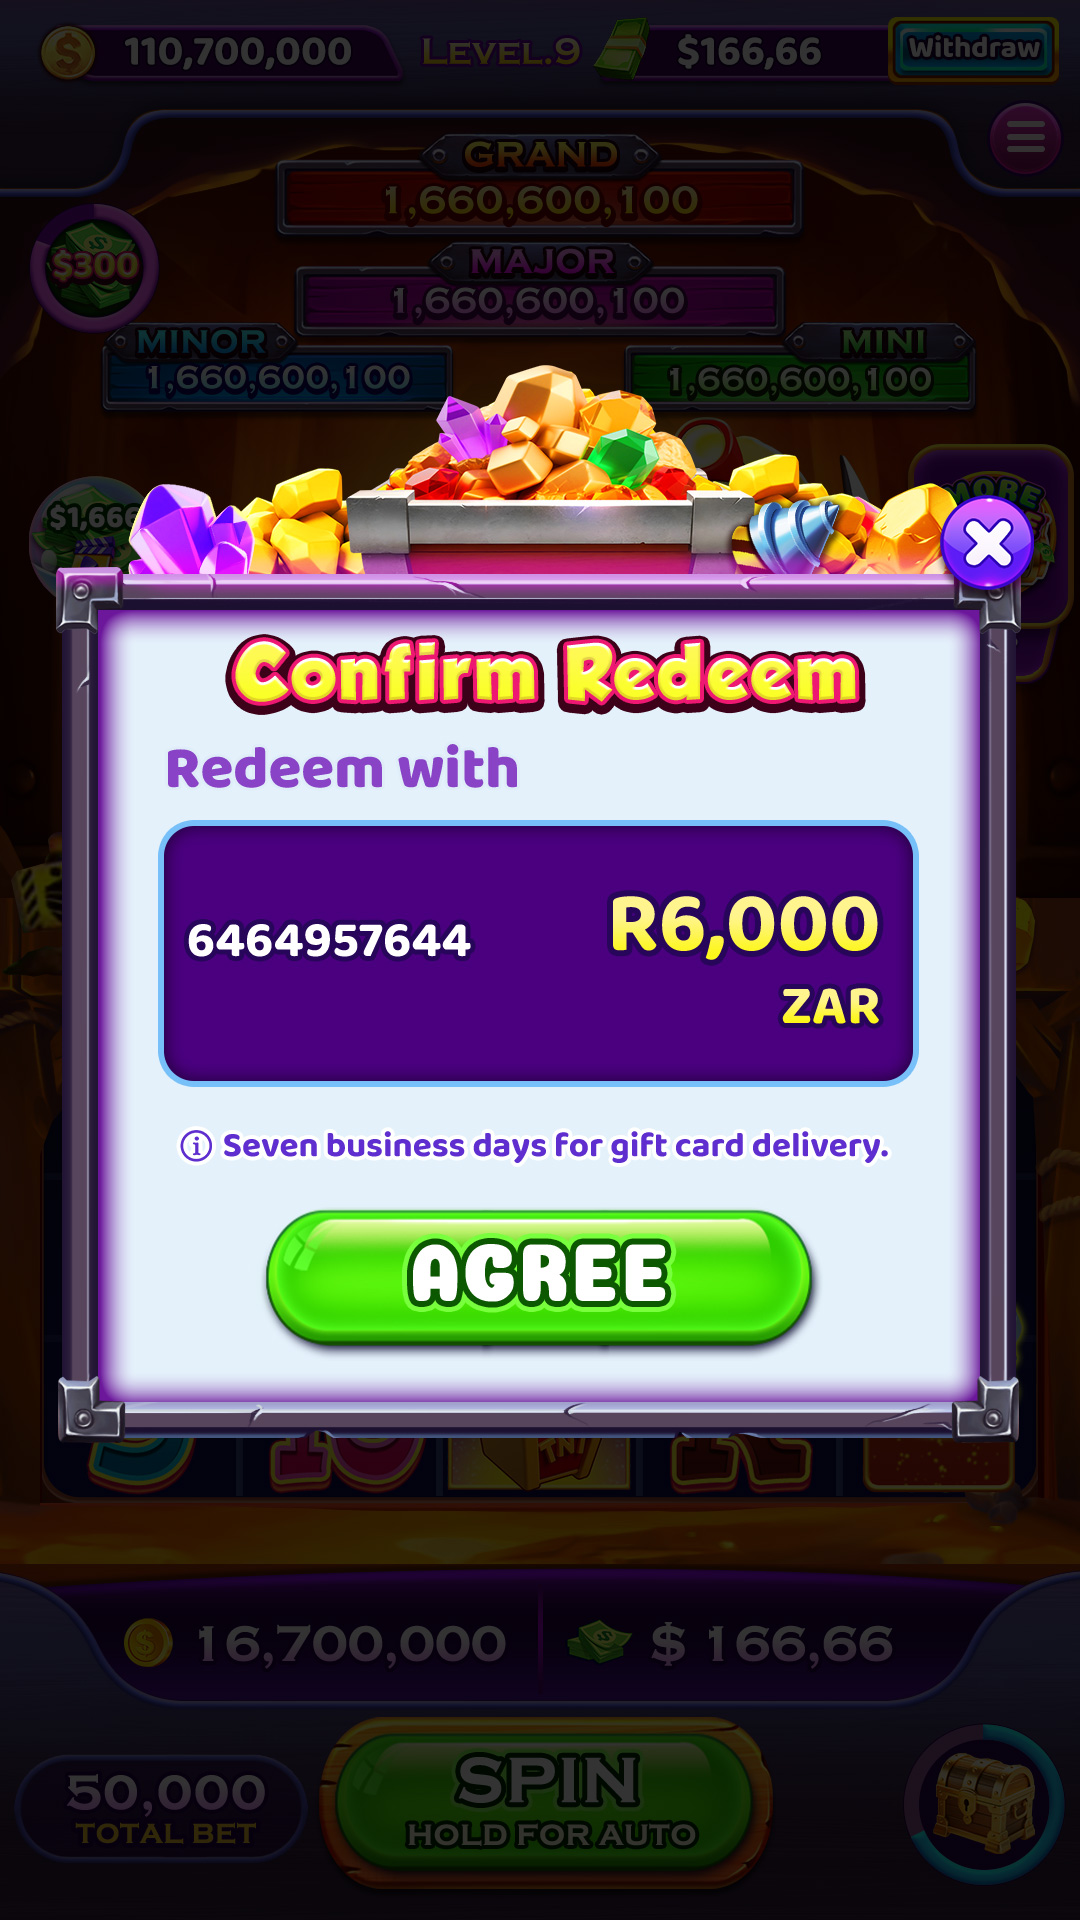 110,700,000
LEVEL.9
$166,66
Withdraw
GRAND
1,660,600,100
$300
MAJOR
1,660,600,100
MINOR
MINI
1,660,600,100
1,660,600,100
MORE
Confirm Redeem
Redeem with
6464957644
R6,000
ZAR
Seven business days for gift card delivery.
AGREE
TNT
16,700,000
$ 166,66
50,000
TOTAL BET
SPIN
HOLD FOR AUTO